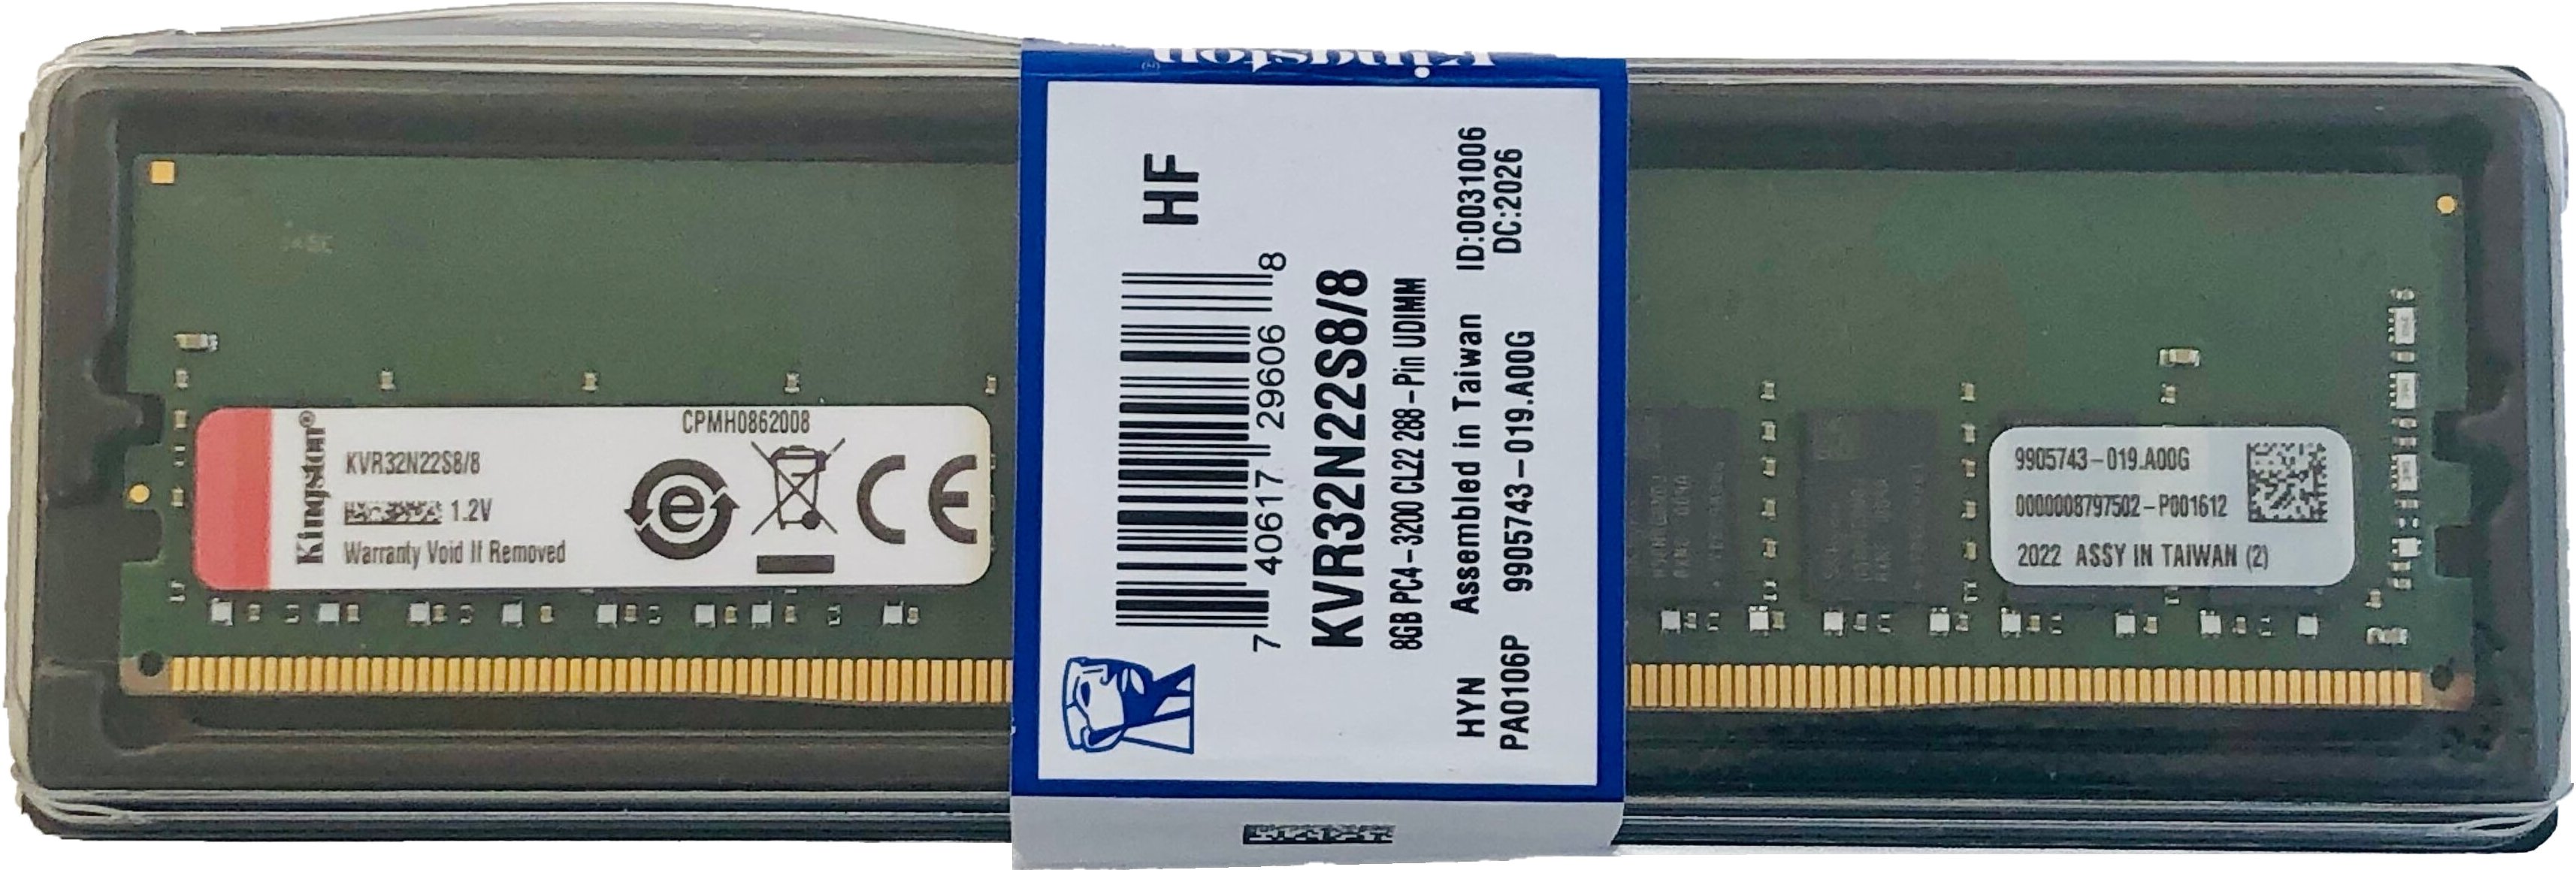 Kingston
KVR32N22S8/8
1.2V
Warranty Void If Removed
CPMH0862008
CE
Kingston
HF
7 40617 29606 8
KVR32N22S8/8
8GB PC4-3200 CL22 288-Pin UDIMM
HYN Assembled in Taiwan ID:0031006
PA0106P 9905743-019.A00G DC:2026
9905743-019.A00G
0000008797502-P001612
2022 ASSY IN TAIWAN (2)